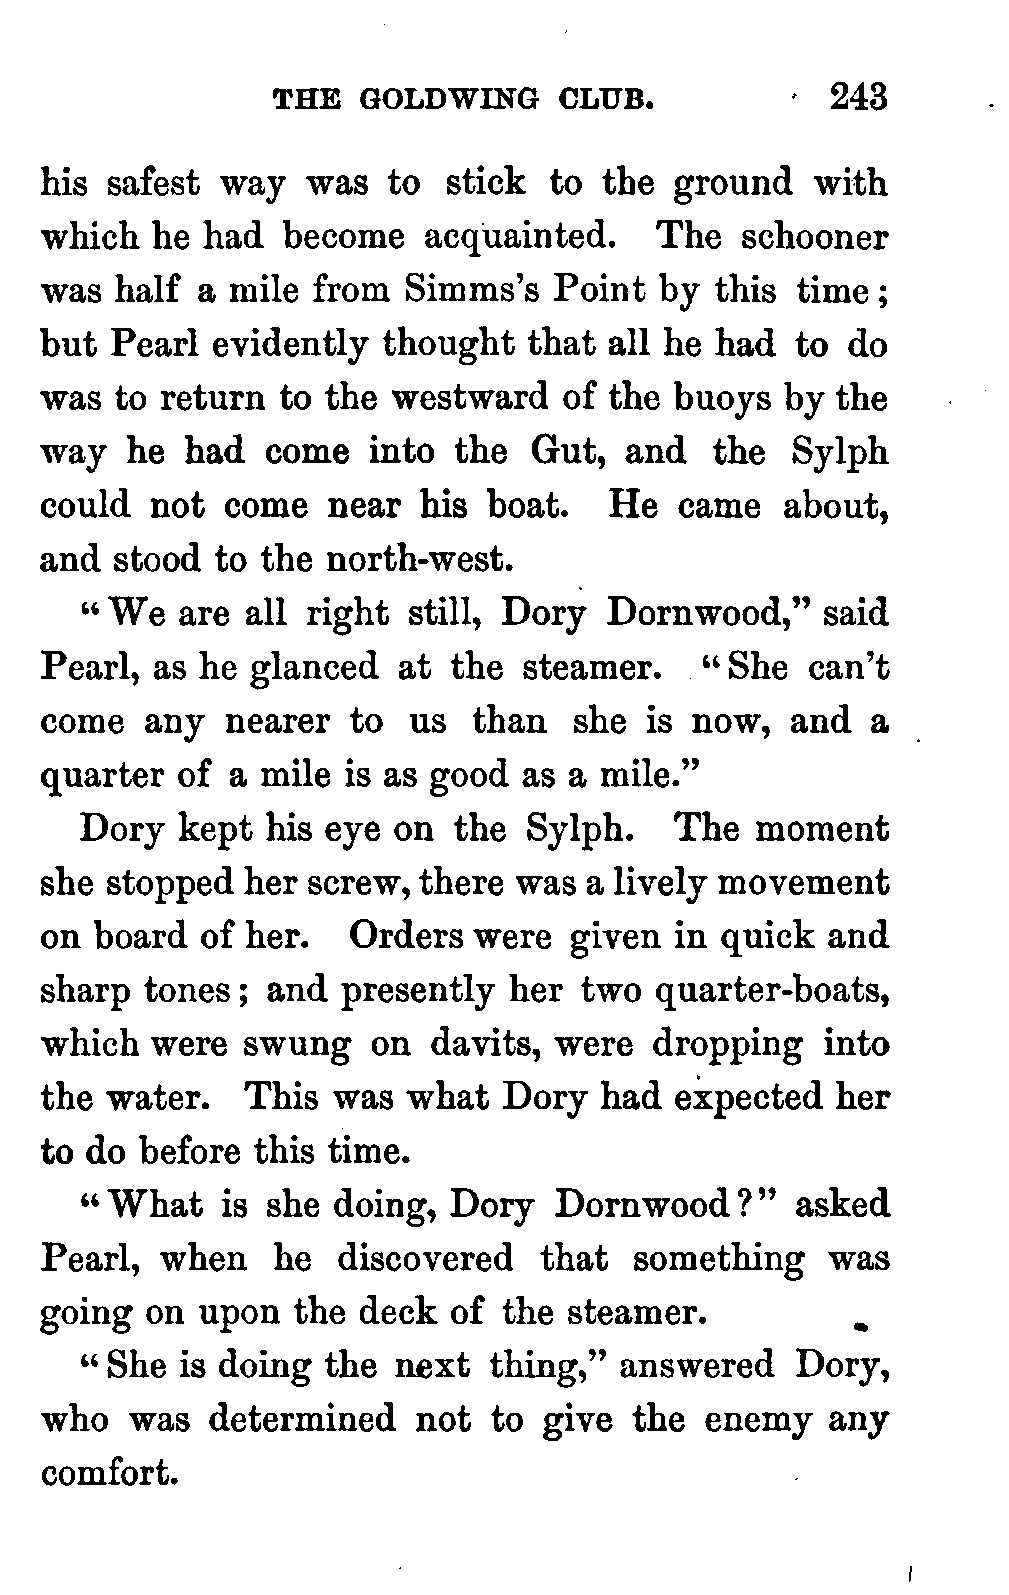 THE GOLDWING CLUB. 243
his safest way was to stick to the ground with
which he had become acquainted. The schooner
was half a mile from Simms's Point by this time;
but Pearl evidently thought that all he had to do
was to return to the westward of the buoys by the
way he had come into the Gut, and the Sylph
could not come near his boat. He came about,
and stood to the north-west.
"We are all right still, Dory Dornwood," said
Pearl, as he glanced at the steamer. "She can't
come any nearer to us than she is now, and a
quarter of a mile is as good as a mile."
Dory kept his eye on the Sylph. The moment
she stopped her screw, there was a lively movement
on board of her. Orders were given in quick and
sharp tones; and presently her two quarter-boats,
which were swung on davits, were dropping into
the water. This was what Dory had expected her
to do before this time.
"What is she doing, Dory Dornwood?" asked
Pearl, when he discovered that something was
going on upon the deck of the steamer.
"She is doing the next thing," answered Dory,
who was determined not to give the enemy any
comfort.